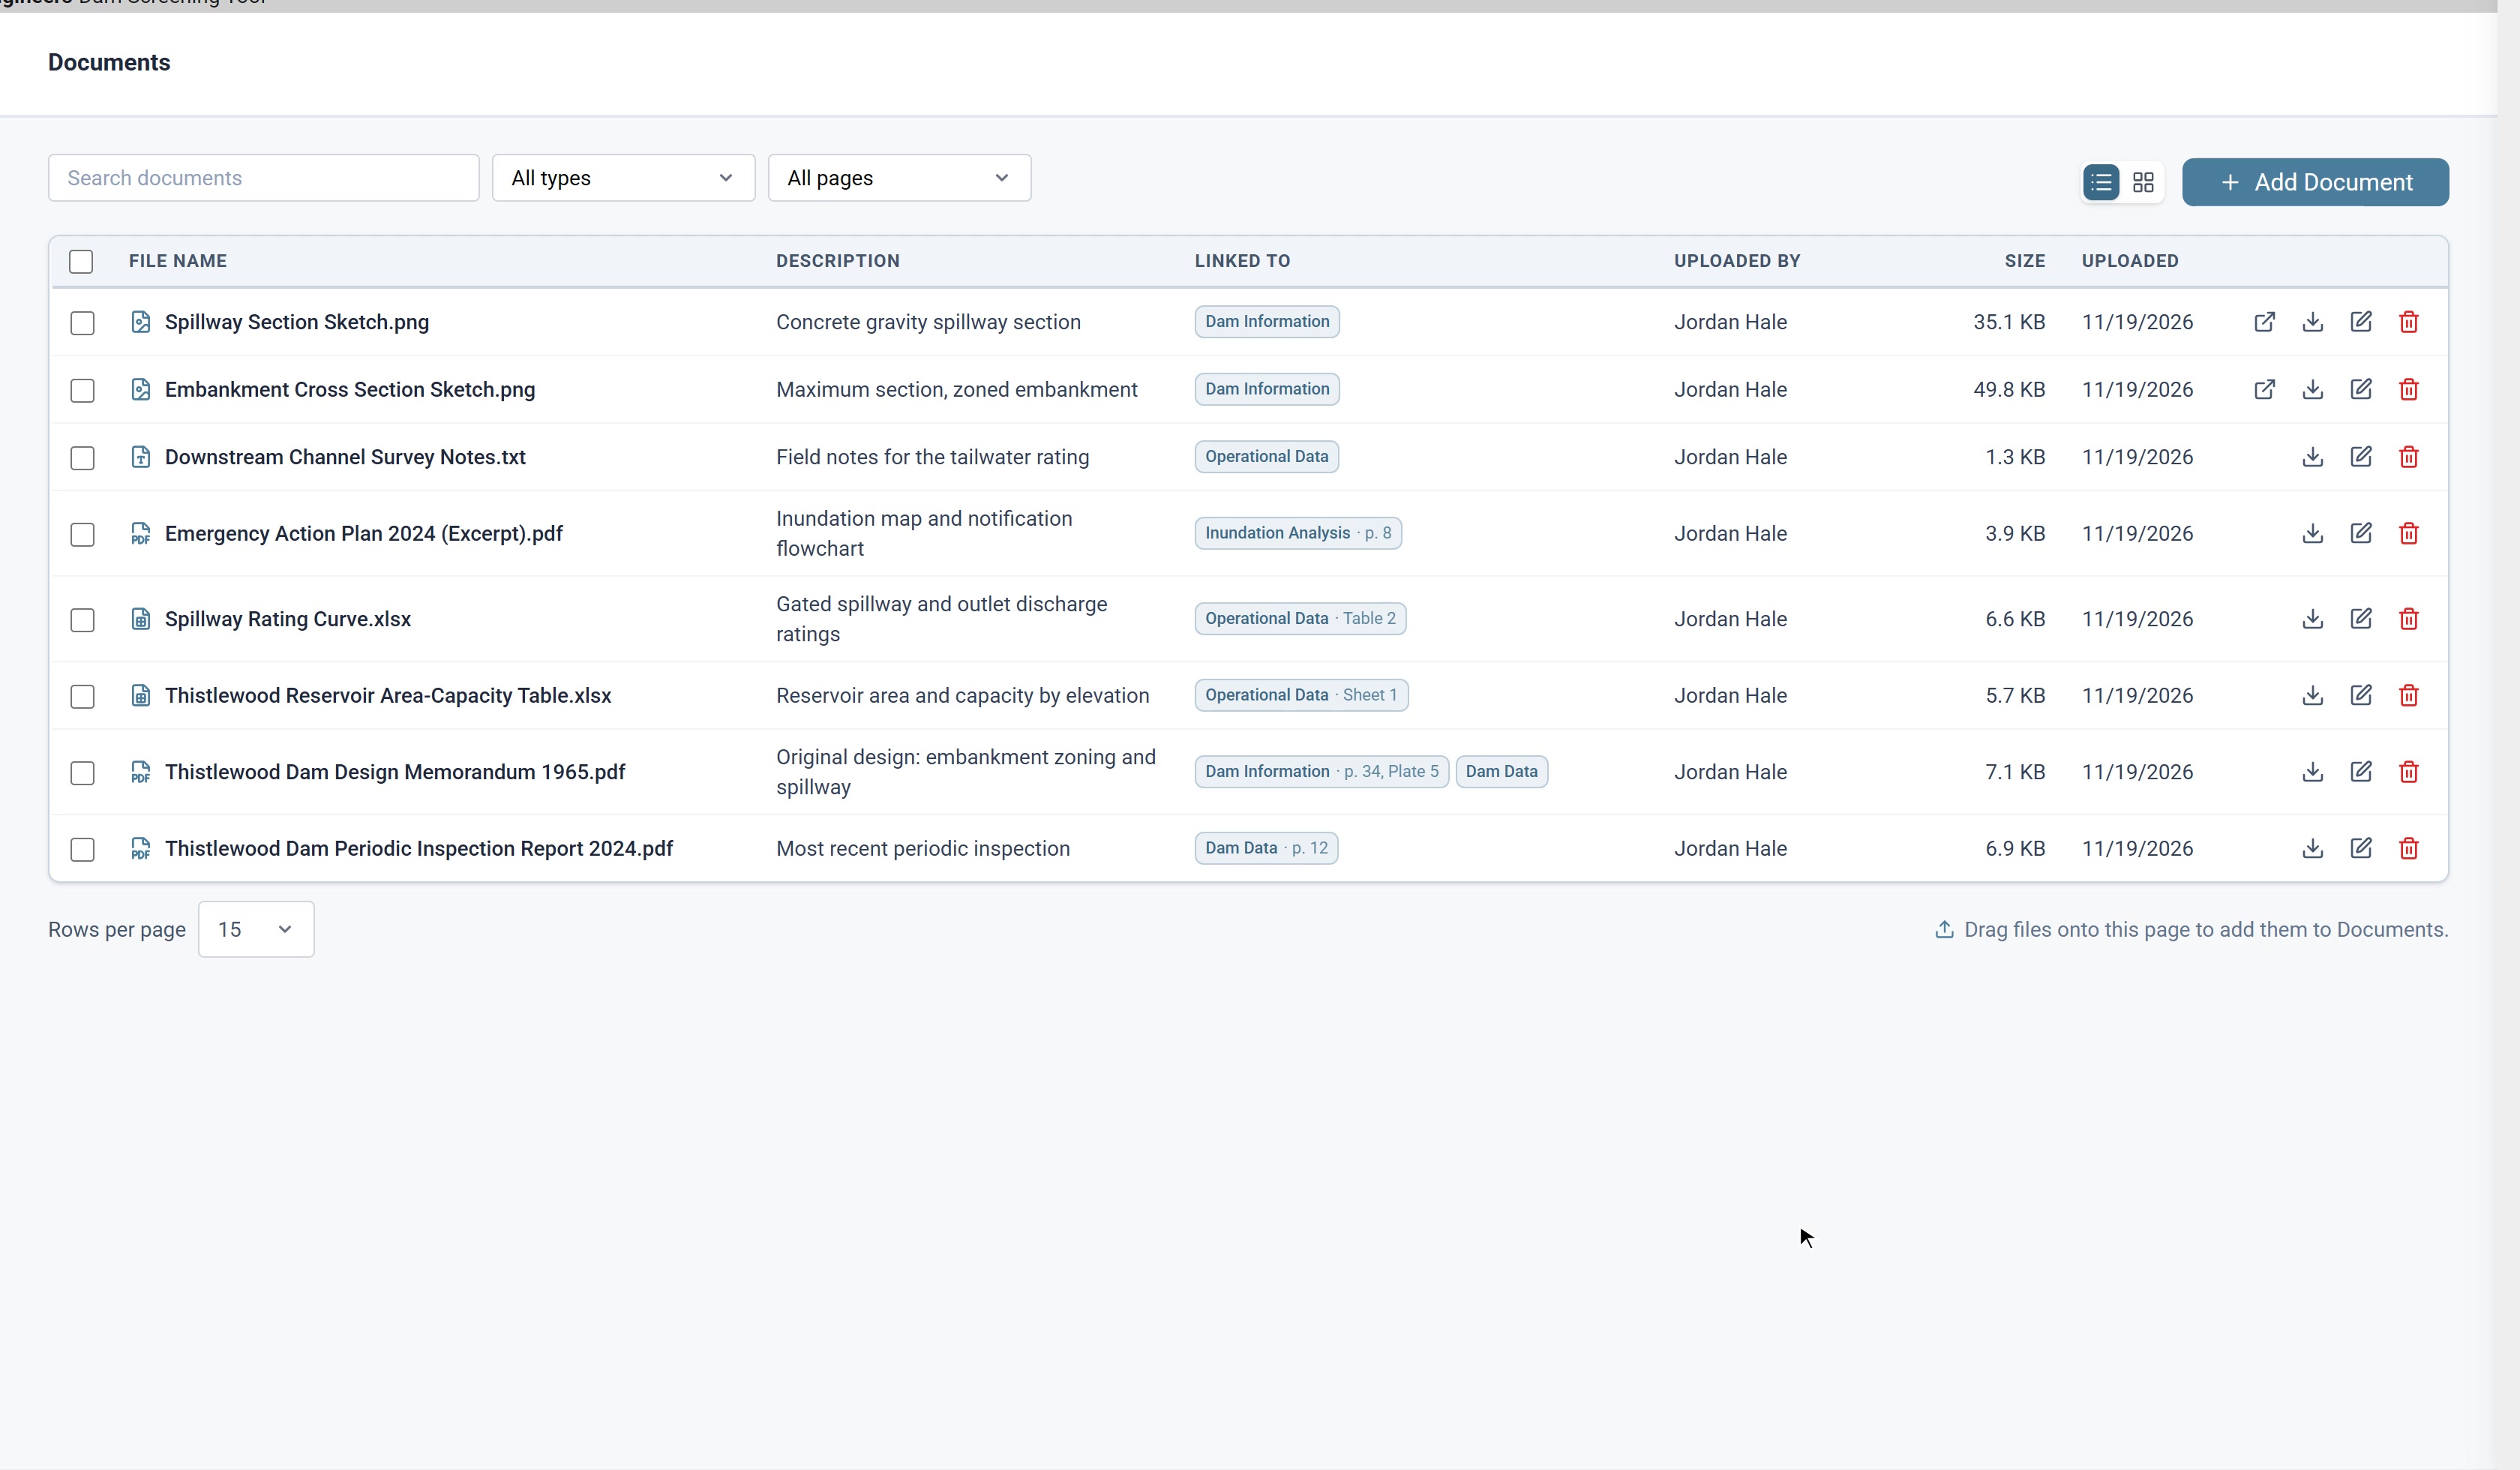 Dam Screening Tool
Documents
Search documents
All types
All pages
Add Document
FILE NAME DESCRIPTION LINKED TO UPLOADED BY SIZE UPLOADED
Spillway Section Sketch.png Concrete gravity spillway section Dam Information Jordan Hale 35.1 KB 11/19/2026
Embankment Cross Section Sketch.png Maximum section, zoned embankment Dam Information Jordan Hale 49.8 KB 11/19/2026
Downstream Channel Survey Notes.txt Field notes for the tailwater rating Operational Data Jordan Hale 1.3 KB 11/19/2026
Emergency Action Plan 2024 (Excerpt).pdf Inundation map and notification
flowchart Inundation Analysis · p. 8 Jordan Hale 3.9 KB 11/19/2026
Spillway Rating Curve.xlsx Gated spillway and outlet discharge
ratings Operational Data · Table 2 Jordan Hale 6.6 KB 11/19/2026
Thistlewood Reservoir Area-Capacity Table.xlsx Reservoir area and capacity by elevation Operational Data · Sheet 1 Jordan Hale 5.7 KB 11/19/2026
Thistlewood Dam Design Memorandum 1965.pdf Original design: embankment zoning and
spillway Dam Information · p. 34, Plate 5 Dam Data Jordan Hale 7.1 KB 11/19/2026
Thistlewood Dam Periodic Inspection Report 2024.pdf Most recent periodic inspection Dam Data · p. 12 Jordan Hale 6.9 KB 11/19/2026
Rows per page 15 Drag files onto this page to add them to Documents.